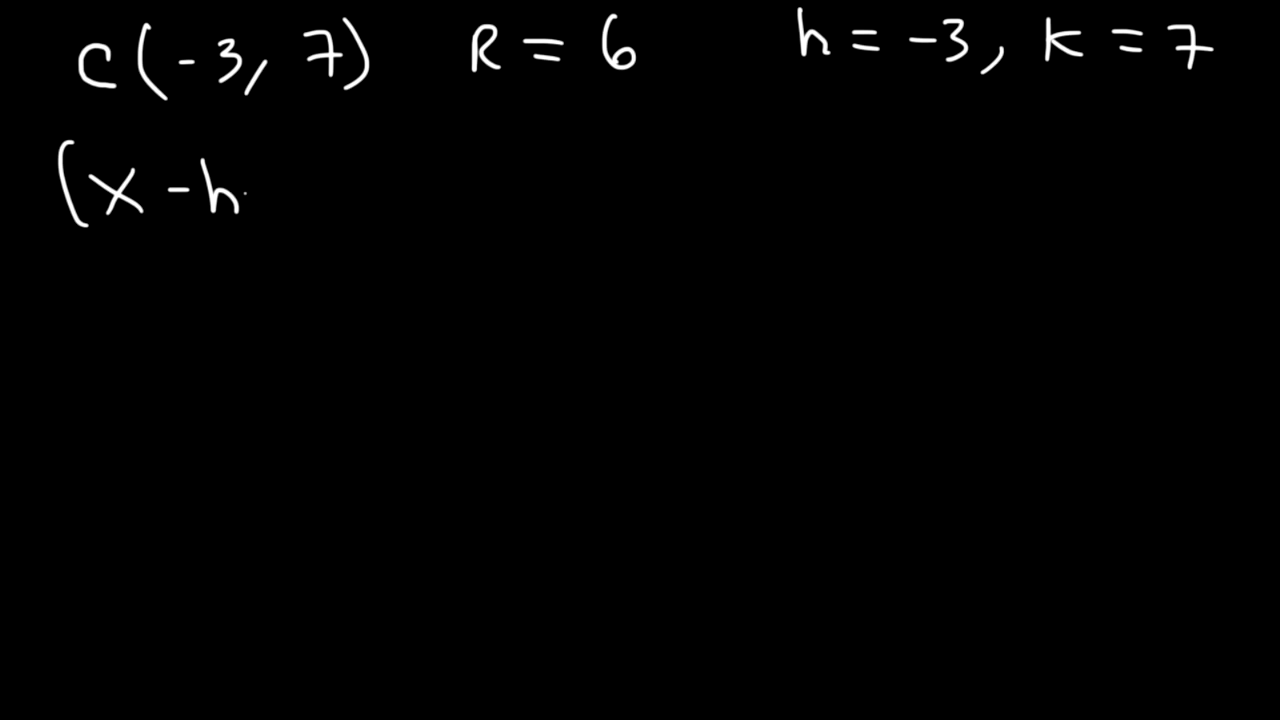 C(-3, 7) R = 6 h = -3, K = 7
(x - h